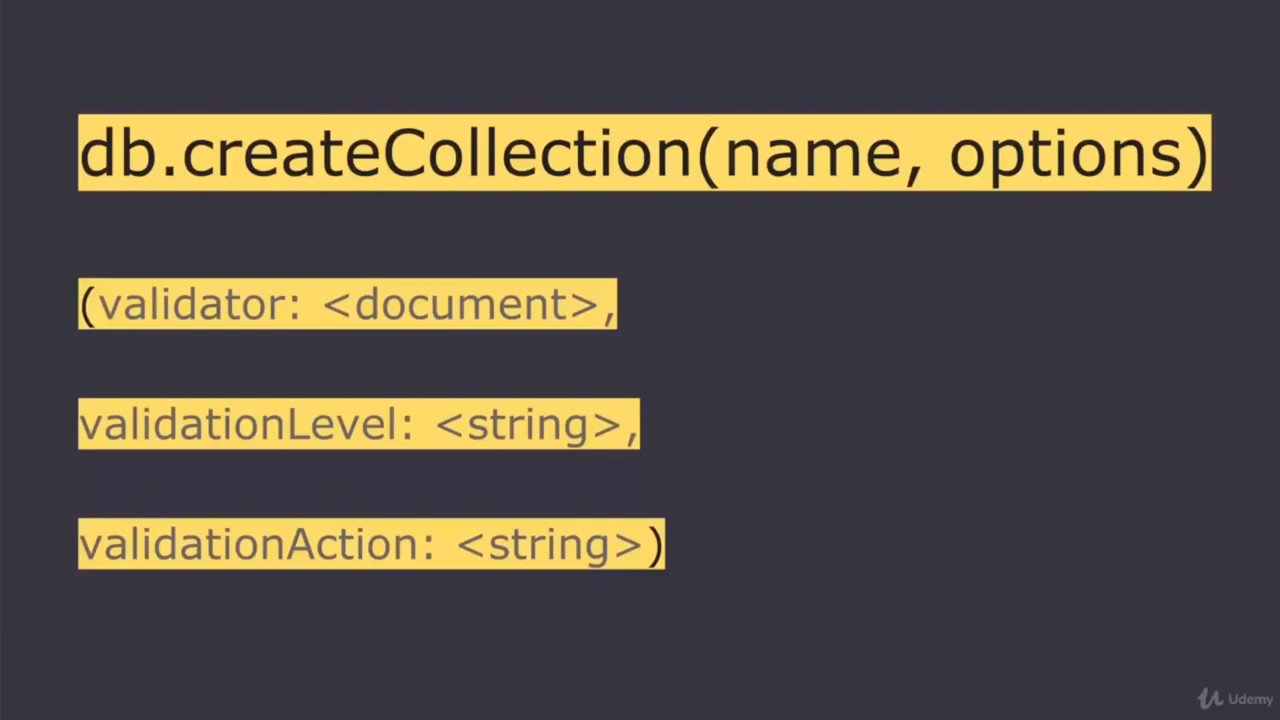 db.createCollection(name, options)
(validator: <document>,
validationLevel: <string>,
validationAction: <string>)
Udemy